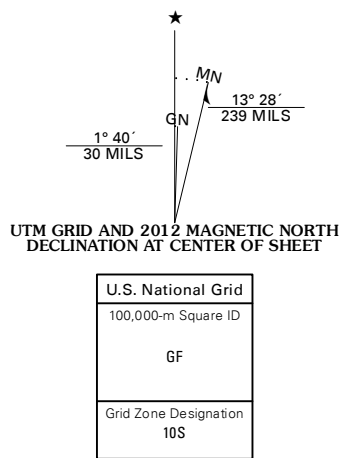 ★
MN
GN
13° 28´
239 MILS
1° 40´
30 MILS
UTM GRID AND 2012 MAGNETIC NORTH
DECLINATION AT CENTER OF SHEET
U.S. National Grid
100,000-m Square ID
GF
Grid Zone Designation
10S